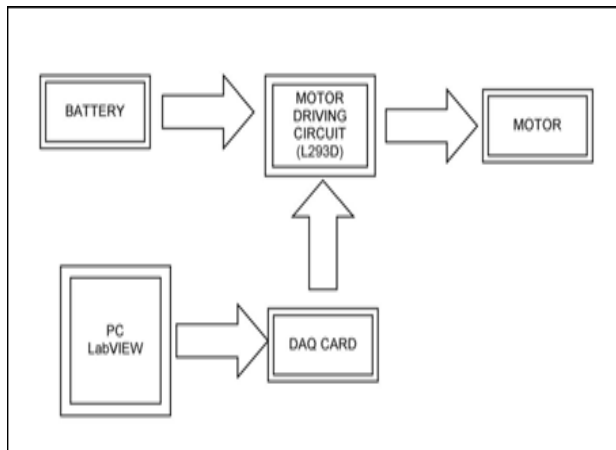 BATTERY
MOTOR
DRIVING
CIRCUIT
(L293D)
MOTOR
PC
LabVIEW
DAQ CARD